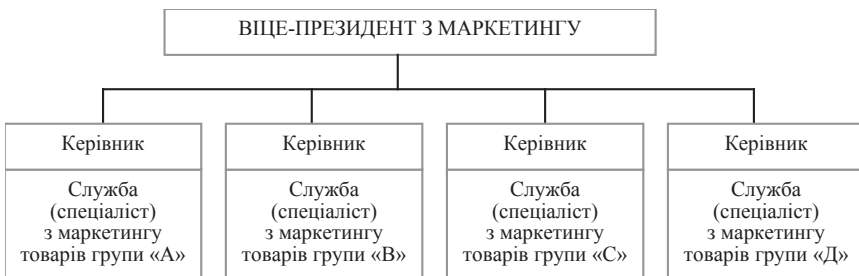 ВІЦЕ-ПРЕЗИДЕНТ З МАРКЕТИНГУ
Керівник
Служба
(спеціаліст)
з маркетингу
товарів групи «А»
Керівник
Служба
(спеціаліст)
з маркетингу
товарів групи «В»
Керівник
Служба
(спеціаліст)
з маркетингу
товарів групи «С»
Керівник
Служба
(спеціаліст)
з маркетингу
товарів групи «Д»